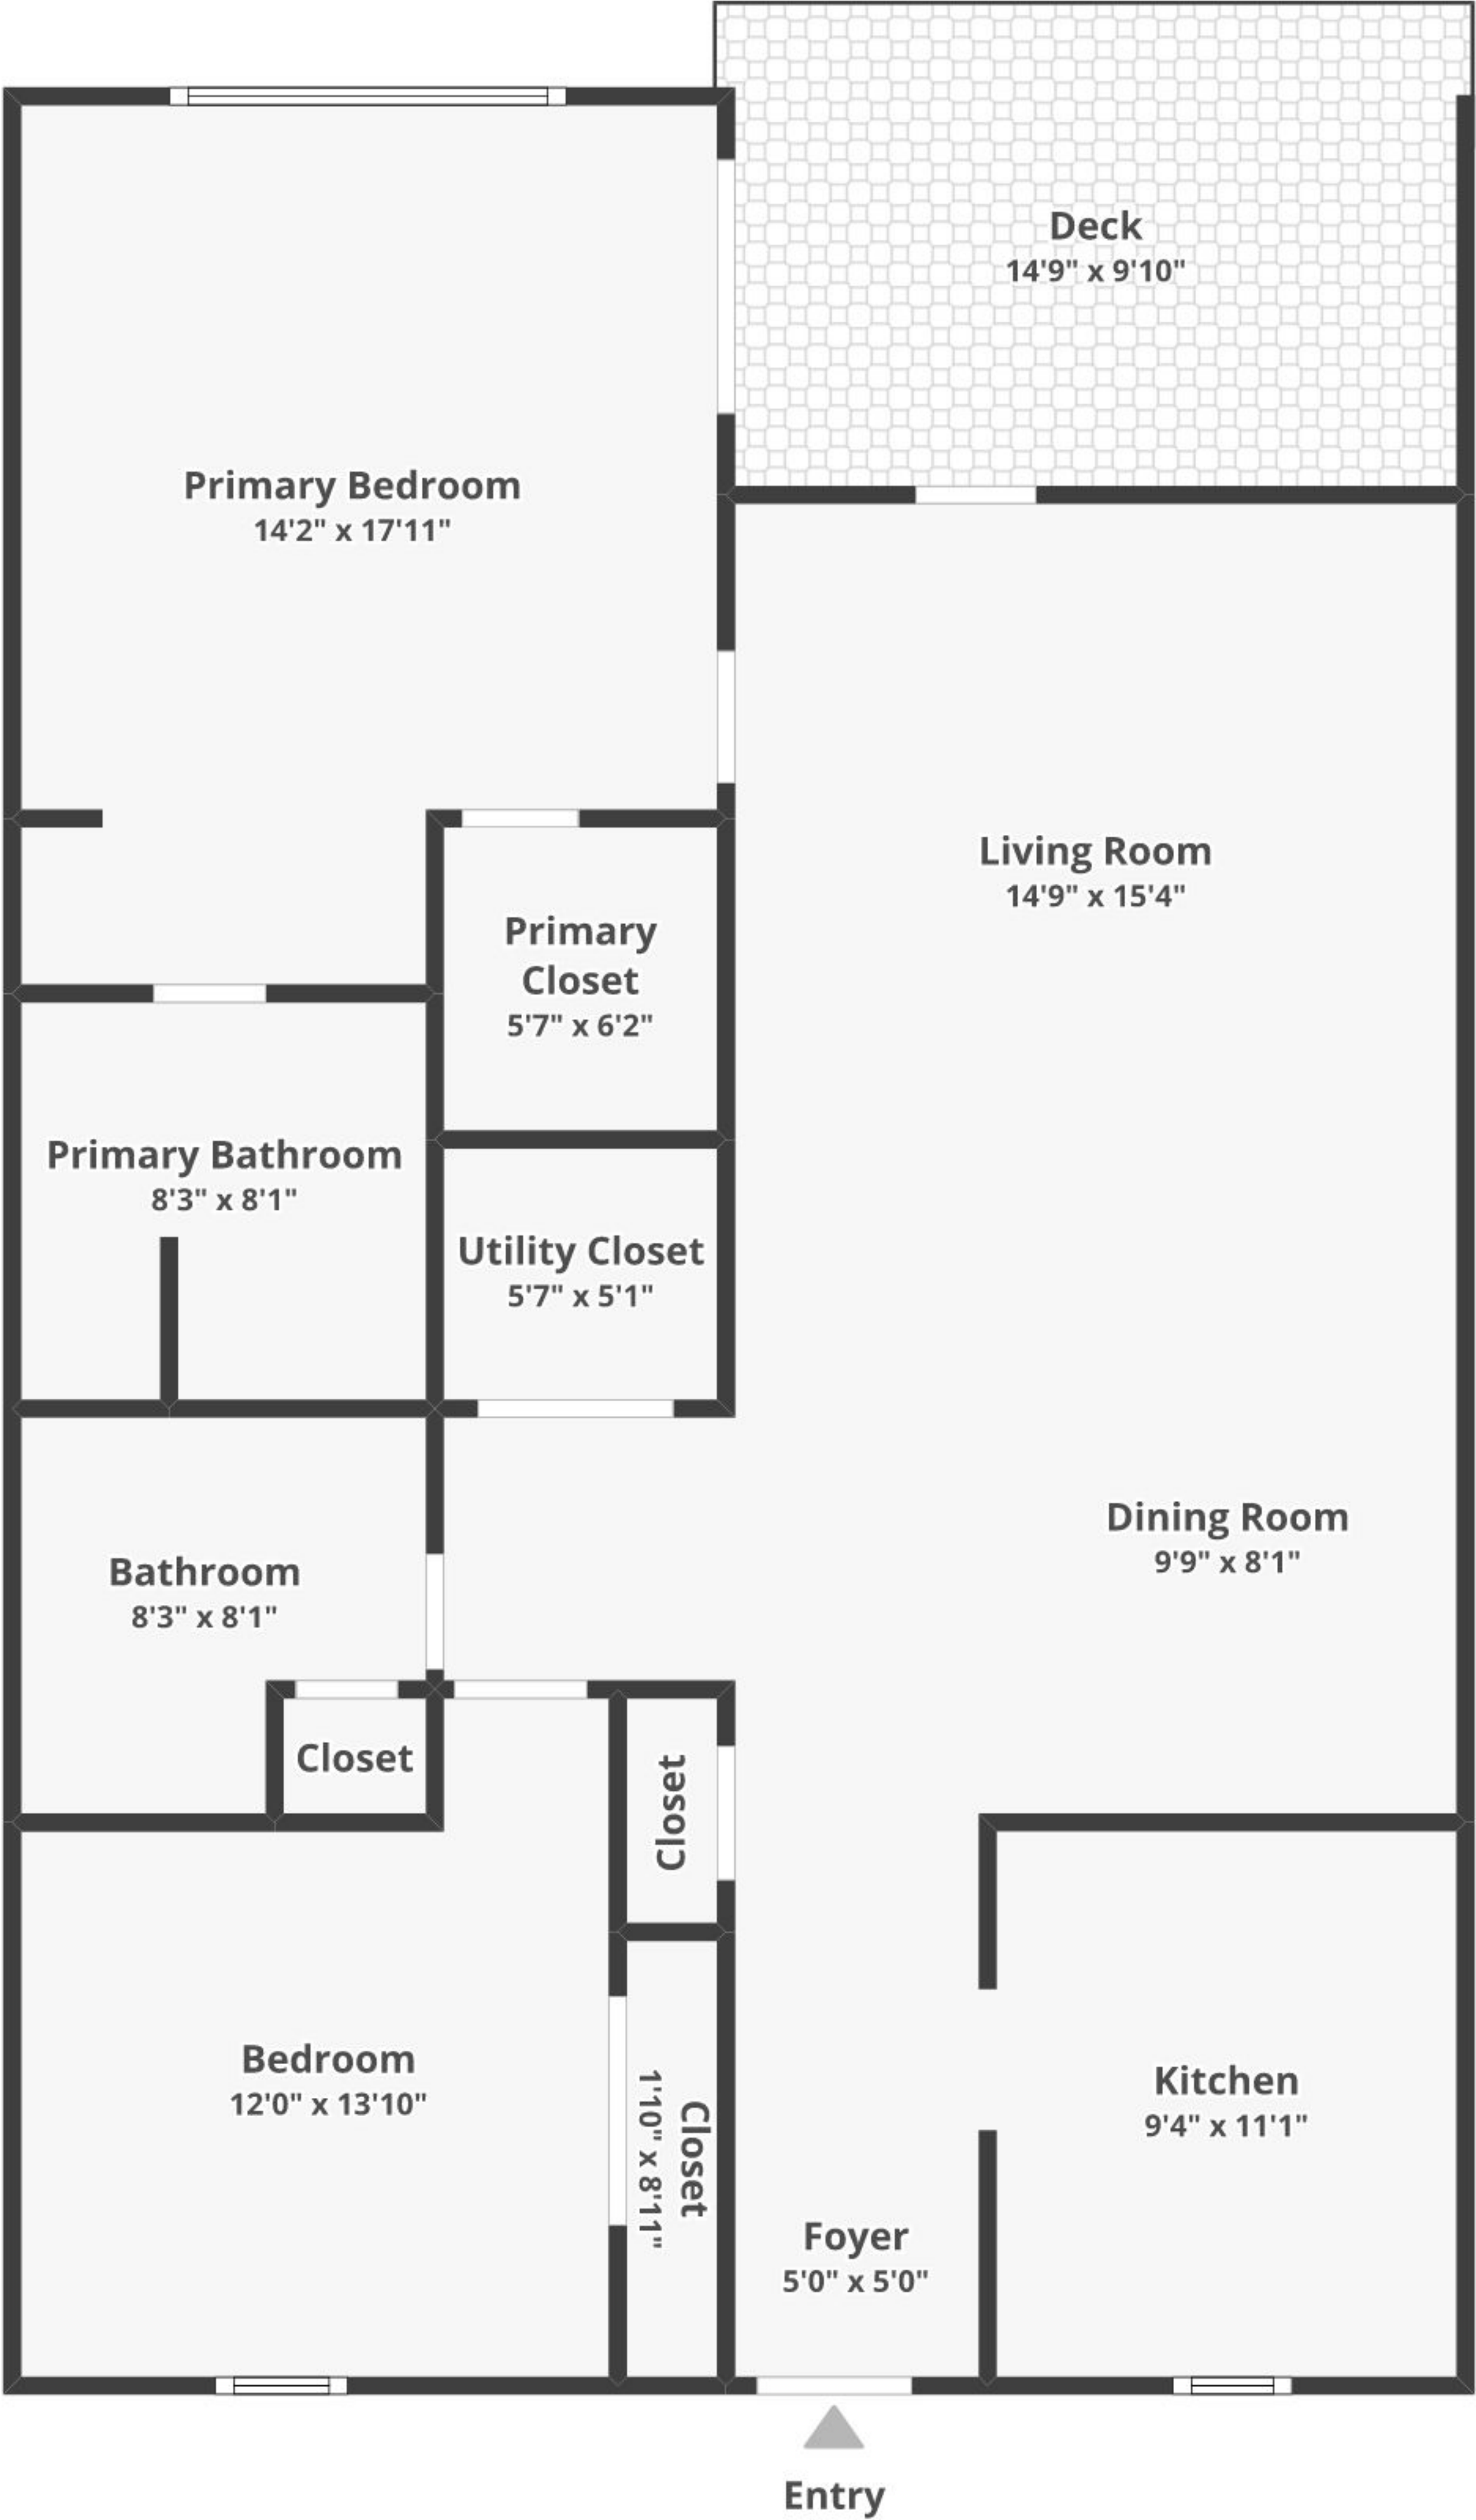 Deck
14'9" x 9'10"
Primary Bedroom
14'2" x 17'11"
Living Room
14'9" x 15'4"
Primary
Closet
5'7" x 6'2"
Primary Bathroom
8'3" x 8'1"
Utility Closet
5'7" x 5'1"
Dining Room
9'9" x 8'1"
Bathroom
8'3" x 8'1"
Closet
Closet
Bedroom
12'0" x 13'10"
Closet
1'10" x 8'11"
Kitchen
9'4" x 11'1"
Foyer
5'0" x 5'0"
Entry